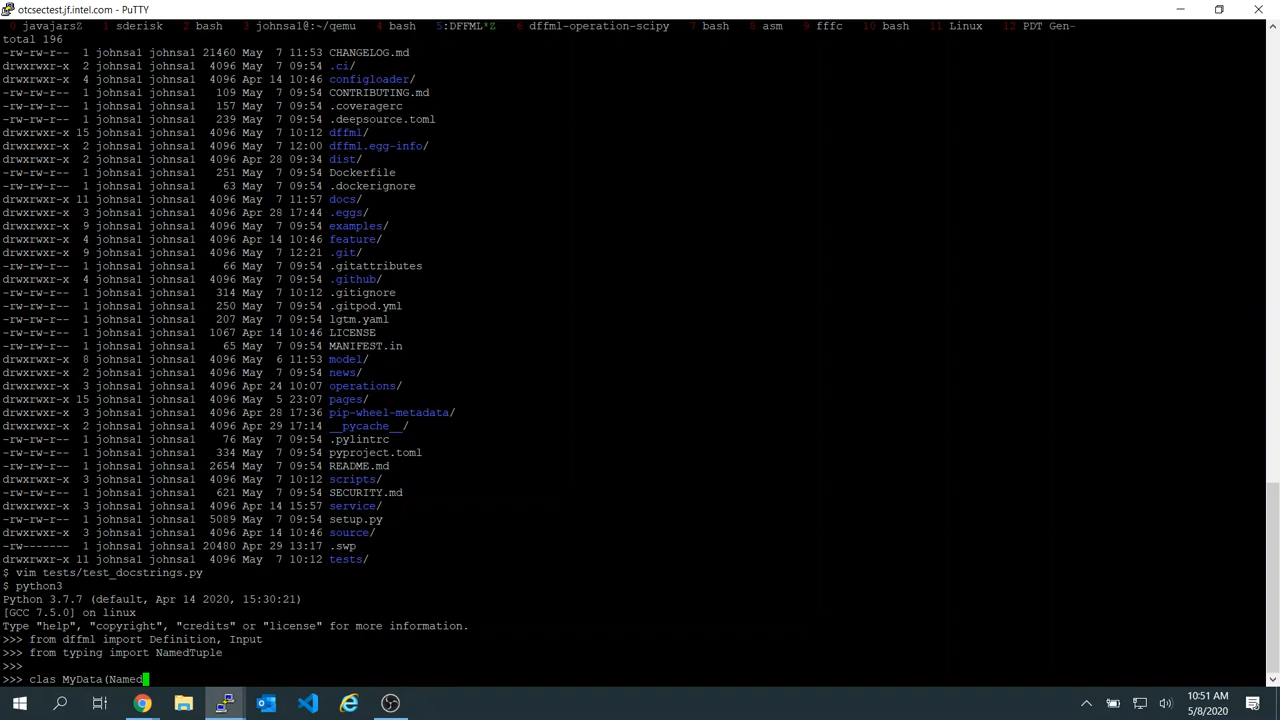 otcsectest.jf.intel.com - PuTTY
0 javajarsZ 1 sderisk 2 bash 3 johnsa1@:~/qemu 4 bash 5:DFFML*Z 6 dffml-operation-scipy 7 bash 8 asm 9 fffc 10 bash 11 Linux 12 PDT Gen-
total 196
-rw-rw-r-- 1 johnsa1 johnsa1 21460 May 7 11:53 CHANGELOG.md
drwxrwxr-x 2 johnsa1 johnsa1 4096 May 7 09:54 .ci/
drwxrwxr-x 4 johnsa1 johnsa1 4096 Apr 14 10:46 configloader/
-rw-rw-r-- 1 johnsa1 johnsa1 109 May 7 09:54 CONTRIBUTING.md
-rw-rw-r-- 1 johnsa1 johnsa1 157 May 7 09:54 .coveragerc
-rw-rw-r-- 1 johnsa1 johnsa1 239 May 7 09:54 .deepsource.toml
drwxrwxr-x 15 johnsa1 johnsa1 4096 May 7 10:12 dffml/
drwxrwxr-x 2 johnsa1 johnsa1 4096 May 7 12:00 dffml.egg-info/
drwxrwxr-x 2 johnsa1 johnsa1 4096 Apr 28 09:34 dist/
-rw-rw-r-- 1 johnsa1 johnsa1 251 May 7 09:54 Dockerfile
-rw-rw-r-- 1 johnsa1 johnsa1 63 May 7 09:54 .dockerignore
drwxrwxr-x 11 johnsa1 johnsa1 4096 May 7 11:57 docs/
drwxrwxr-x 3 johnsa1 johnsa1 4096 Apr 28 17:44 .eggs/
drwxrwxr-x 9 johnsa1 johnsa1 4096 May 7 09:54 examples/
drwxrwxr-x 4 johnsa1 johnsa1 4096 Apr 14 10:46 feature/
drwxrwxr-x 9 johnsa1 johnsa1 4096 May 7 12:21 .git/
-rw-rw-r-- 1 johnsa1 johnsa1 66 May 7 09:54 .gitattributes
drwxrwxr-x 4 johnsa1 johnsa1 4096 May 7 09:54 .github/
-rw-rw-r-- 1 johnsa1 johnsa1 314 May 7 10:12 .gitignore
-rw-rw-r-- 1 johnsa1 johnsa1 250 May 7 09:54 .gitpod.yml
-rw-rw-r-- 1 johnsa1 johnsa1 207 May 7 09:54 lgtm.yaml
-rw-rw-r-- 1 johnsa1 johnsa1 1067 Apr 14 10:46 LICENSE
-rw-rw-r-- 1 johnsa1 johnsa1 65 May 7 09:54 MANIFEST.in
drwxrwxr-x 8 johnsa1 johnsa1 4096 May 6 11:53 model/
drwxrwxr-x 2 johnsa1 johnsa1 4096 May 7 09:54 news/
drwxrwxr-x 3 johnsa1 johnsa1 4096 Apr 24 10:07 operations/
drwxrwxr-x 15 johnsa1 johnsa1 4096 May 5 23:07 pages/
drwxrwxr-x 3 johnsa1 johnsa1 4096 Apr 28 17:36 pip-wheel-metadata/
drwxrwxr-x 2 johnsa1 johnsa1 4096 Apr 29 17:14 __pycache__/
-rw-rw-r-- 1 johnsa1 johnsa1 76 May 7 09:54 .pylintrc
-rw-rw-r-- 1 johnsa1 johnsa1 334 May 7 09:54 pyproject.toml
-rw-rw-r-- 1 johnsa1 johnsa1 2654 May 7 09:54 README.md
drwxrwxr-x 3 johnsa1 johnsa1 4096 May 7 10:12 scripts/
-rw-rw-r-- 1 johnsa1 johnsa1 621 May 7 09:54 SECURITY.md
drwxrwxr-x 3 johnsa1 johnsa1 4096 Apr 14 15:57 service/
-rw-rw-r-- 1 johnsa1 johnsa1 5089 May 7 09:54 setup.py
drwxrwxr-x 3 johnsa1 johnsa1 4096 Apr 14 10:46 source/
-rw------- 1 johnsa1 johnsa1 20480 Apr 29 13:17 .swp
drwxrwxr-x 11 johnsa1 johnsa1 4096 May 7 10:12 tests/
$ vim tests/test_docstrings.py
$ python3
Python 3.7.7 (default, Apr 14 2020, 15:30:21)
[GCC 7.5.0] on linux
Type "help", "copyright", "credits" or "license" for more information.
>>> from dffml import Definition, Input
>>> from typing import NamedTuple
>>>
>>> clas MyData(Named
10:51 AM
5/8/2020